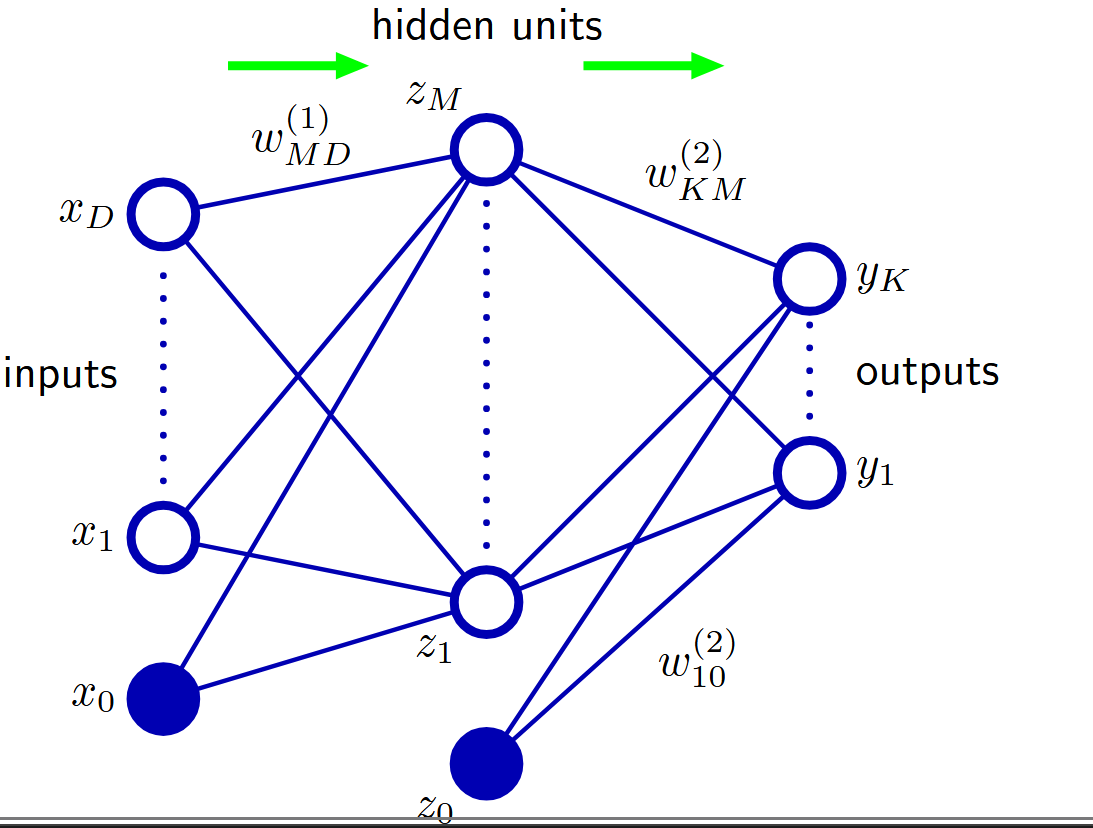 hidden units
z_M
w_{MD}^{(1)}
w_{KM}^{(2)}
x_D
y_K
inputs
outputs
y_1
x_1
z_1
w_{10}^{(2)}
x_0
z_0